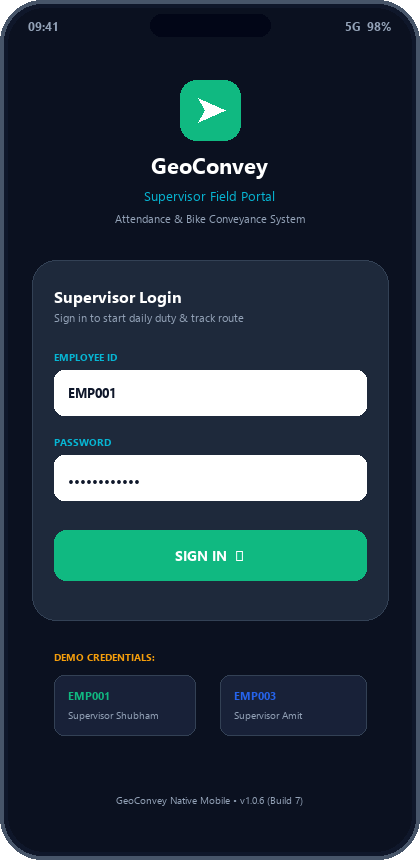 09:41 5G 98%
GeoConvey
Supervisor Field Portal
Attendance & Bike Conveyance System
Supervisor Login
Sign in to start daily duty & track route
EMPLOYEE ID
EMP001
PASSWORD
••••••••••••
SIGN IN ▯
DEMO CREDENTIALS:
EMP001 EMP003
Supervisor Shubham Supervisor Amit
GeoConvey Native Mobile • v1.0.6 (Build 7)